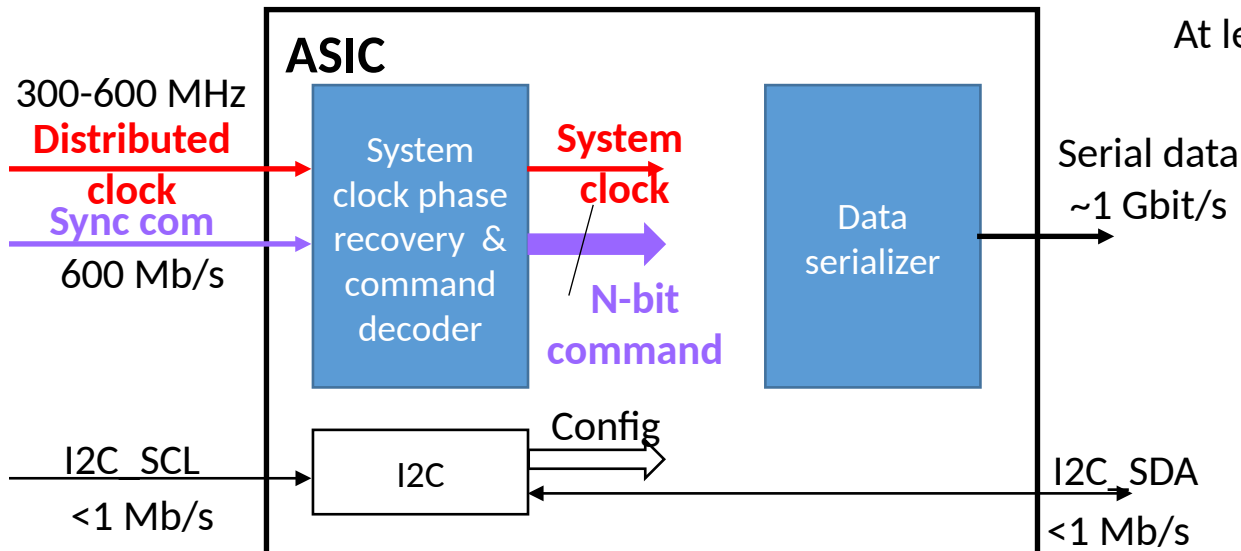 At le
ASIC
300-600 MHz
Distributed
clock
Sync com
600 Mb/s
System
clock phase
recovery &
command
decoder
System
clock
N-bit
command
Data
serializer
Serial data
~1 Gbit/s
Config
I2C_SCL
<1 Mb/s
I2C
I2C_SDA
<1 Mb/s